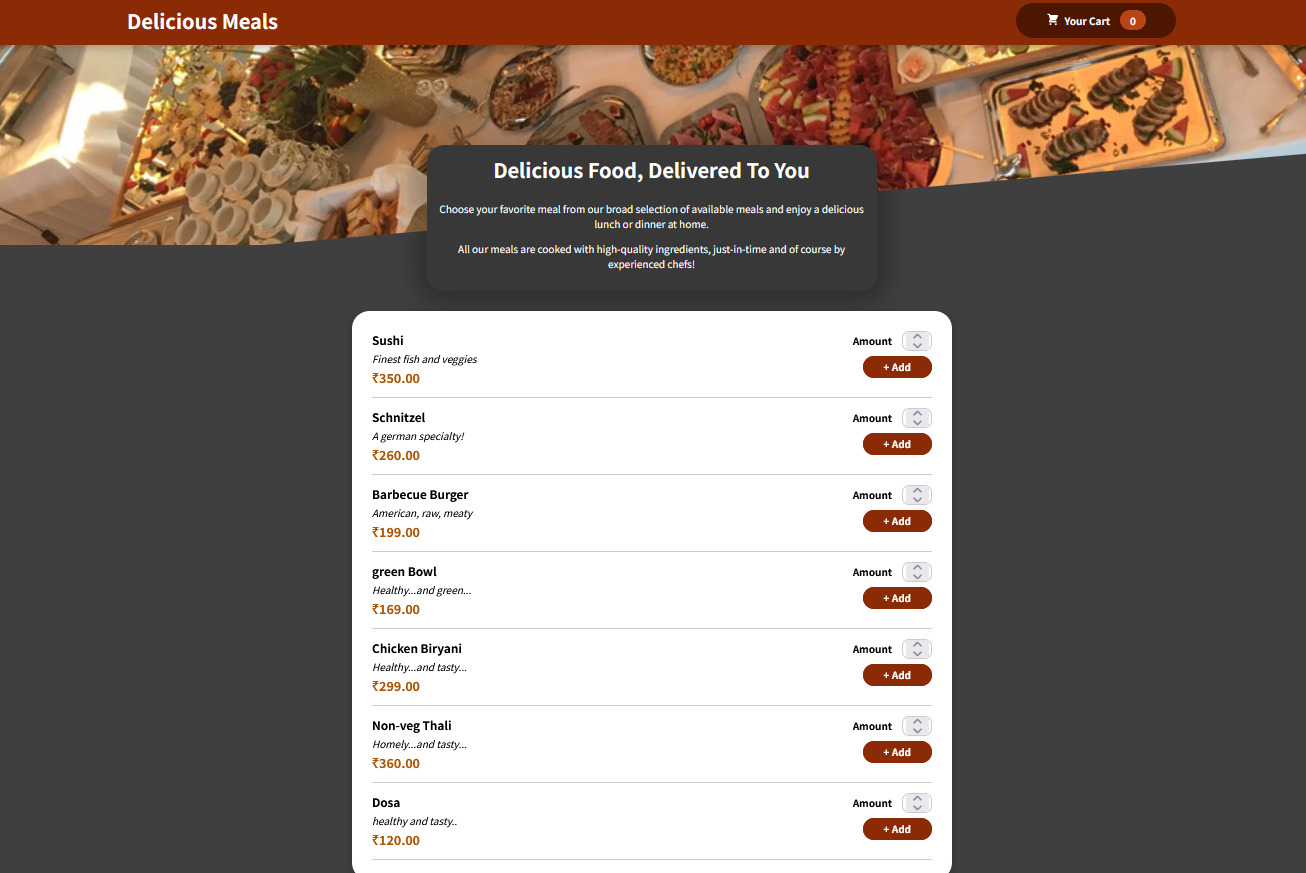 Delicious Meals
Your Cart 0
Delicious Food, Delivered To You
Choose your favorite meal from our broad selection of available meals and enjoy a delicious
lunch or dinner at home.
All our meals are cooked with high-quality ingredients, just-in-time and of course by
experienced chefs!
Sushi
Finest fish and veggies
₹350.00
Amount
+ Add
Schnitzel
A german specialty!
₹260.00
Amount
+ Add
Barbecue Burger
American, raw, meaty
₹199.00
Amount
+ Add
green Bowl
Healthy...and green...
₹169.00
Amount
+ Add
Chicken Biryani
Healthy...and tasty...
₹299.00
Amount
+ Add
Non-veg Thali
Homely...and tasty...
₹360.00
Amount
+ Add
Dosa
healthy and tasty..
₹120.00
Amount
+ Add